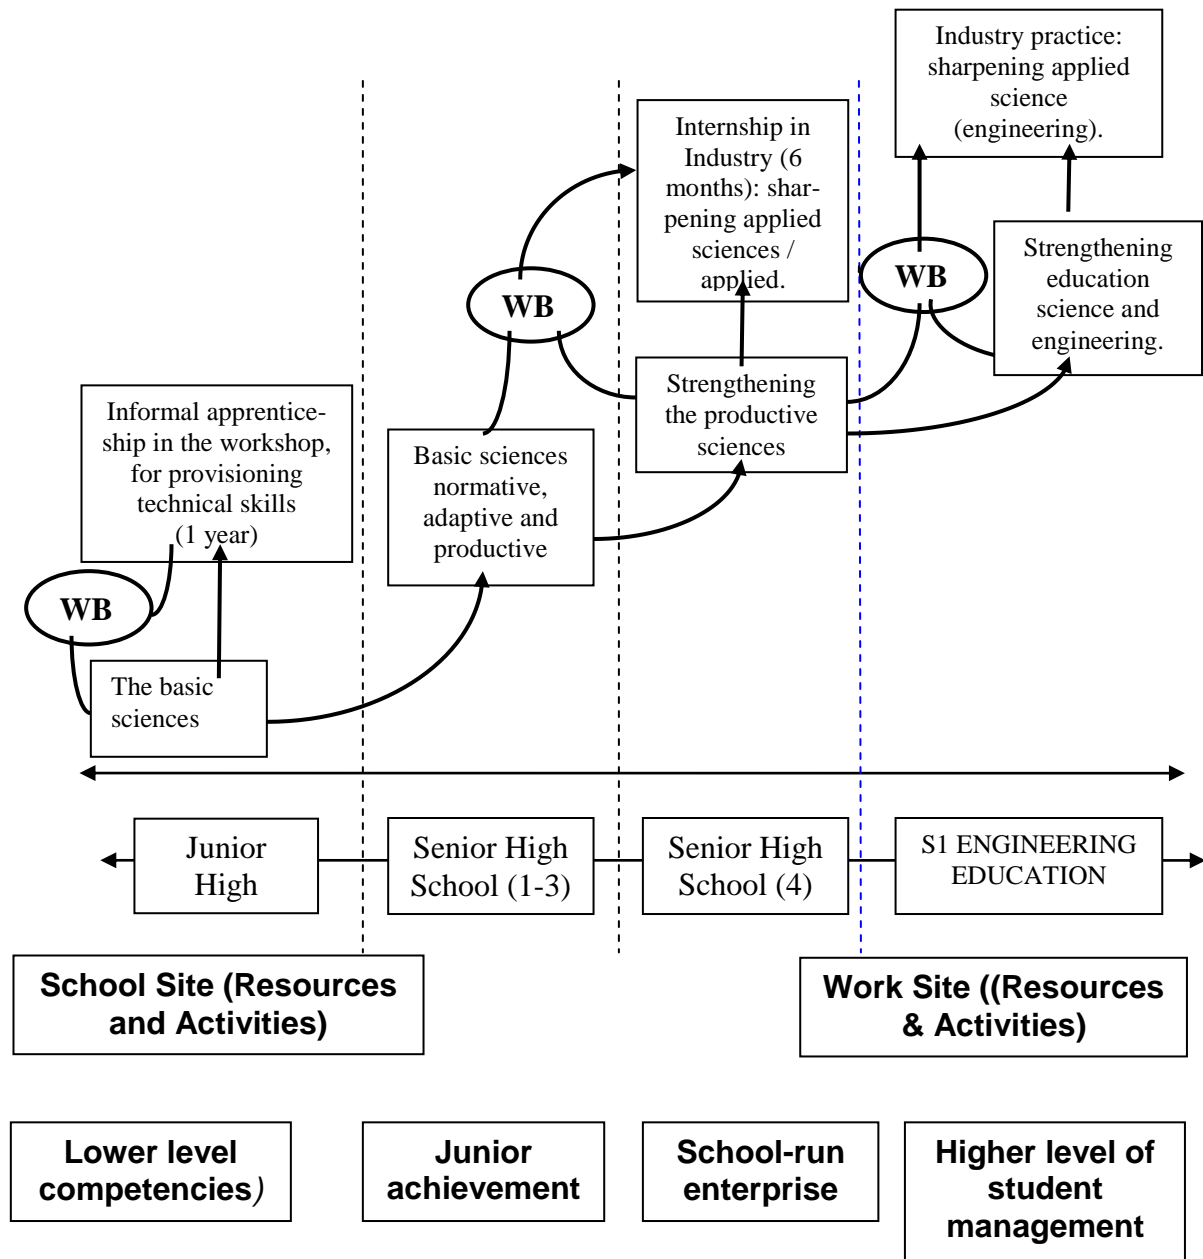 Industry practice:
sharpening applied
science
(engineering).
Internship in
Industry (6
months): shar-
pening applied
sciences /
applied.
Strengthening
education
science and
engineering.
WB
WB
Strengthening
the productive
sciences
Informal apprentice-
ship in the workshop,
for provisioning
technical skills
(1 year)
Basic sciences
normative,
adaptive and
productive
WB
The basic
sciences
Junior
High
Senior High
School (1-3)
Senior High
School (4)
S1 ENGINEERING
EDUCATION
School Site (Resources
and Activities)
Work Site ((Resources
& Activities)
Lower level
competencies)
Junior
achievement
School-run
enterprise
Higher level of
student
management